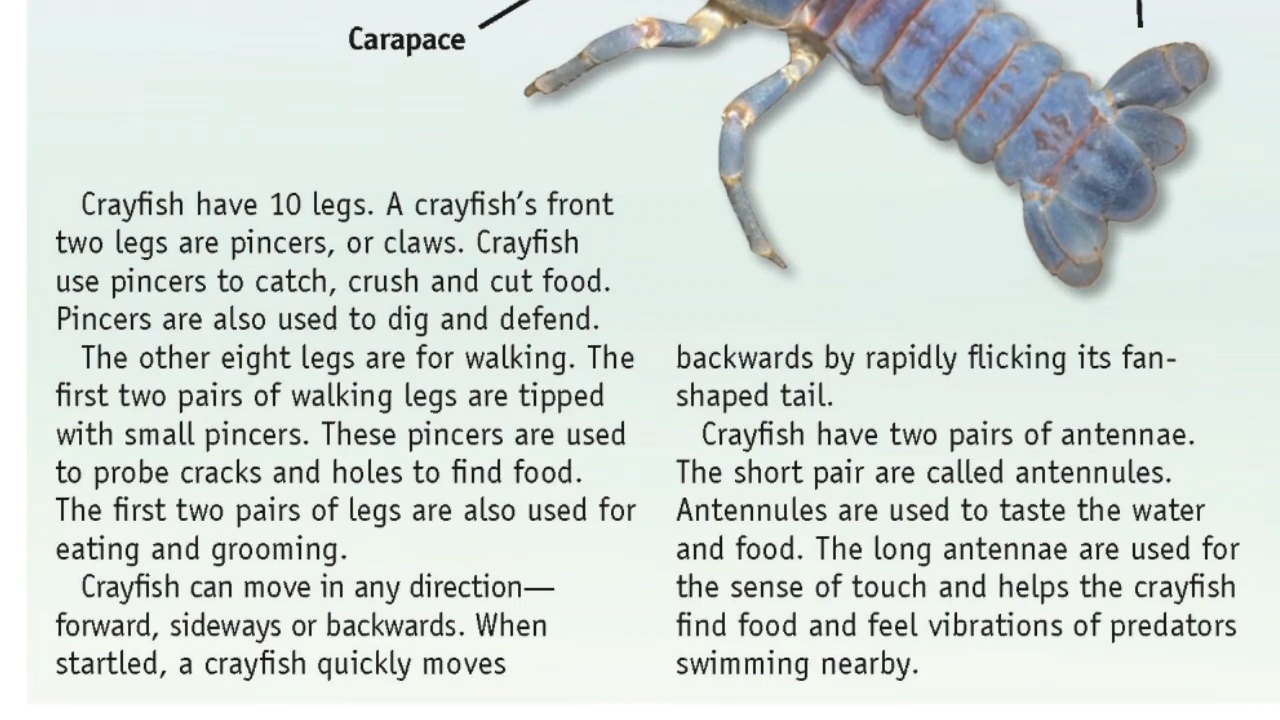 Carapace
Crayfish have 10 legs. A crayfish's front
two legs are pincers, or claws. Crayfish
use pincers to catch, crush and cut food.
Pincers are also used to dig and defend.
The other eight legs are for walking. The
first two pairs of walking legs are tipped
with small pincers. These pincers are used
to probe cracks and holes to find food.
The first two pairs of legs are also used for
eating and grooming.
Crayfish can move in any direction—
forward, sideways or backwards. When
startled, a crayfish quickly moves
backwards by rapidly flicking its fan-
shaped tail.
Crayfish have two pairs of antennae.
The short pair are called antennules.
Antennules are used to taste the water
and food. The long antennae are used for
the sense of touch and helps the crayfish
find food and feel vibrations of predators
swimming nearby.